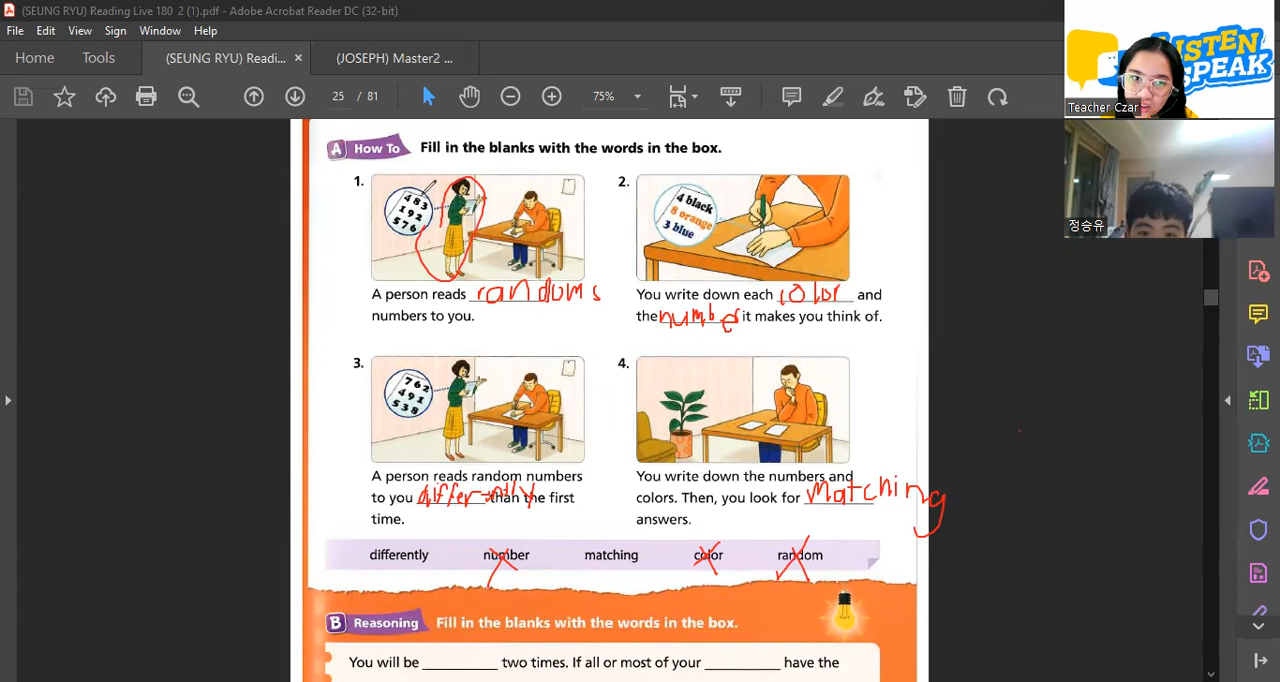 (SEUNG RYU) Reading Live 180 2 (1).pdf - Adobe Acrobat Reader DC (32-bit)
File Edit View Sign Window Help
Home Tools (SEUNG RYU) Readi... × (JOSEPH) Master2 ...
25 / 81 75%
LISTEN
SPEAK
Teacher Czar
정승유
A How To Fill in the blanks with the words in the box.
1.
4 8 3
1 9 2
5 7 6
A person reads randoms
numbers to you.
2.
4 black
8 orange
3 blue
You write down each color and
the number it makes you think of.
3.
7 6 2
4 9 1
5 3 8
A person reads random numbers
to you differently than the first
time.
4.
You write down the numbers and
colors. Then, you look for matching
answers.
differently number matching color random
B Reasoning Fill in the blanks with the words in the box.
You will be ________ two times. If all or most of your ________ have the